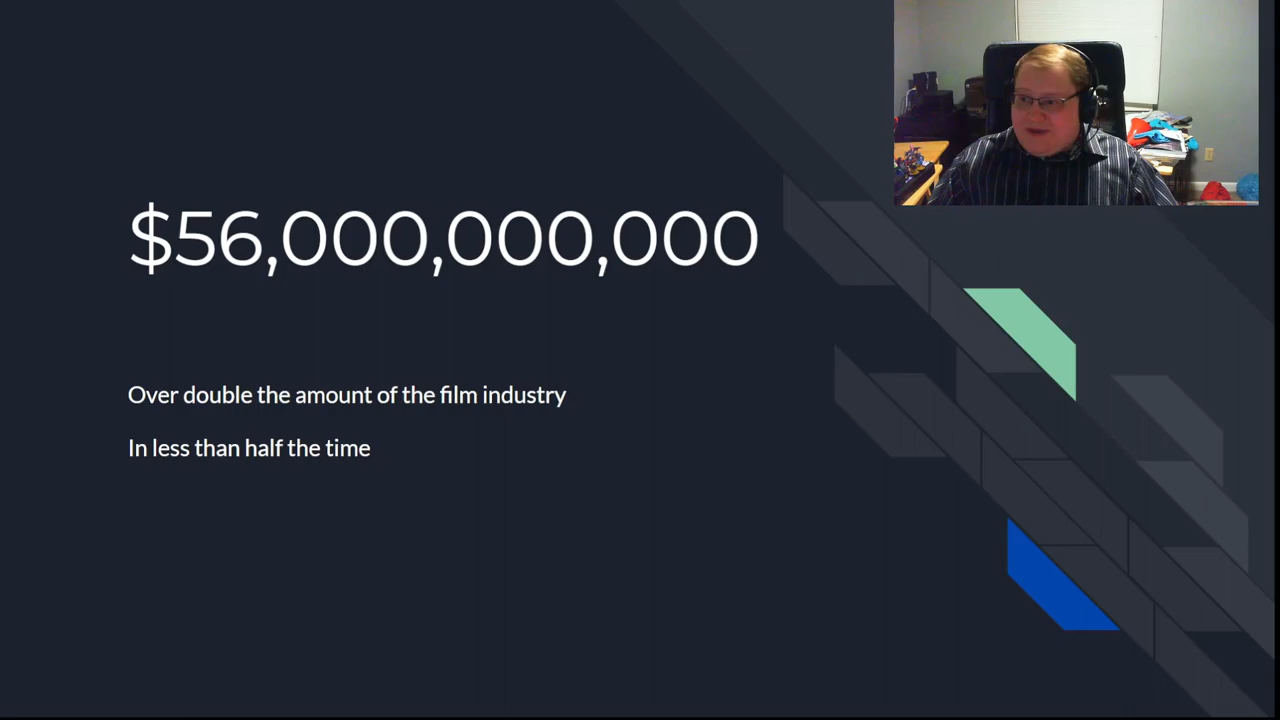 $56,000,000,000
Over double the amount of the film industry
In less than half the time